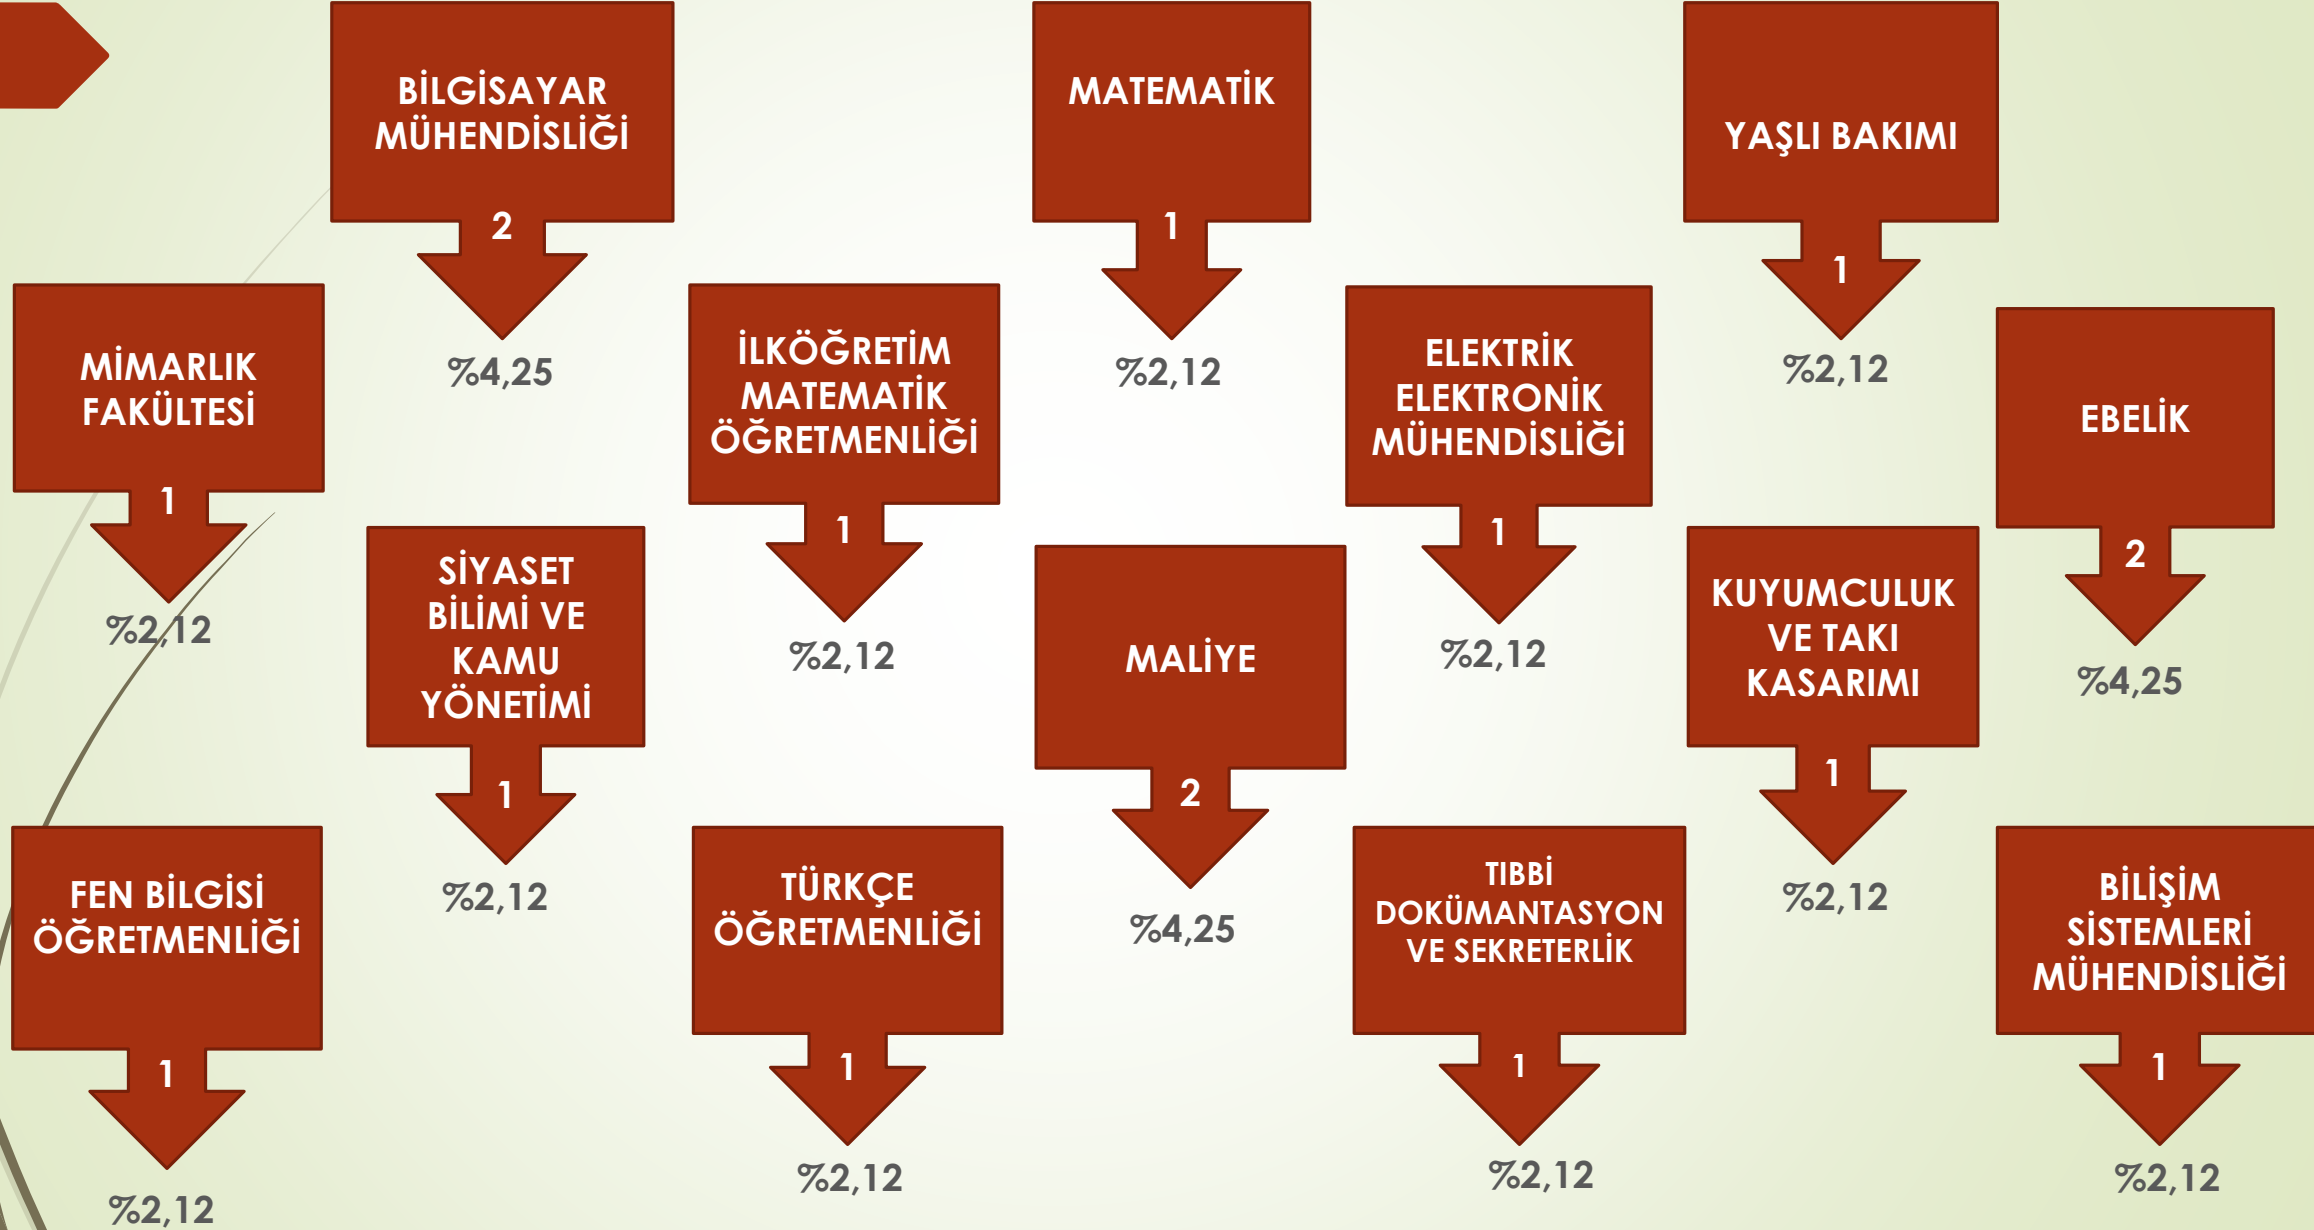 BİLGİSAYAR
MÜHENDİSLİĞİ
2
%4,25
MATEMATİK
1
%2,12
YAŞLI BAKIMI
1
%2,12
MİMARLIK
FAKÜLTESİ
1
%2,12
İLKÖĞRETİM
MATEMATİK
ÖĞRETMENLİĞİ
1
%2,12
ELEKTRİK
ELEKTRONİK
MÜHENDİSLİĞİ
1
%2,12
EBELİK
2
%4,25
SİYASET
BİLİMİ VE
KAMU
YÖNETİMİ
1
%2,12
MALİYE
2
%4,25
KUYUMCULUK
VE TAKI
KASARIMI
1
%2,12
FEN BİLGİSİ
ÖĞRETMENLİĞİ
1
%2,12
TÜRKÇE
ÖĞRETMENLİĞİ
1
%2,12
TIBBİ
DOKÜMANTASYON
VE SEKRETERLİK
1
%2,12
BİLİŞİM
SİSTEMLERİ
MÜHENDİSLİĞİ
1
%2,12